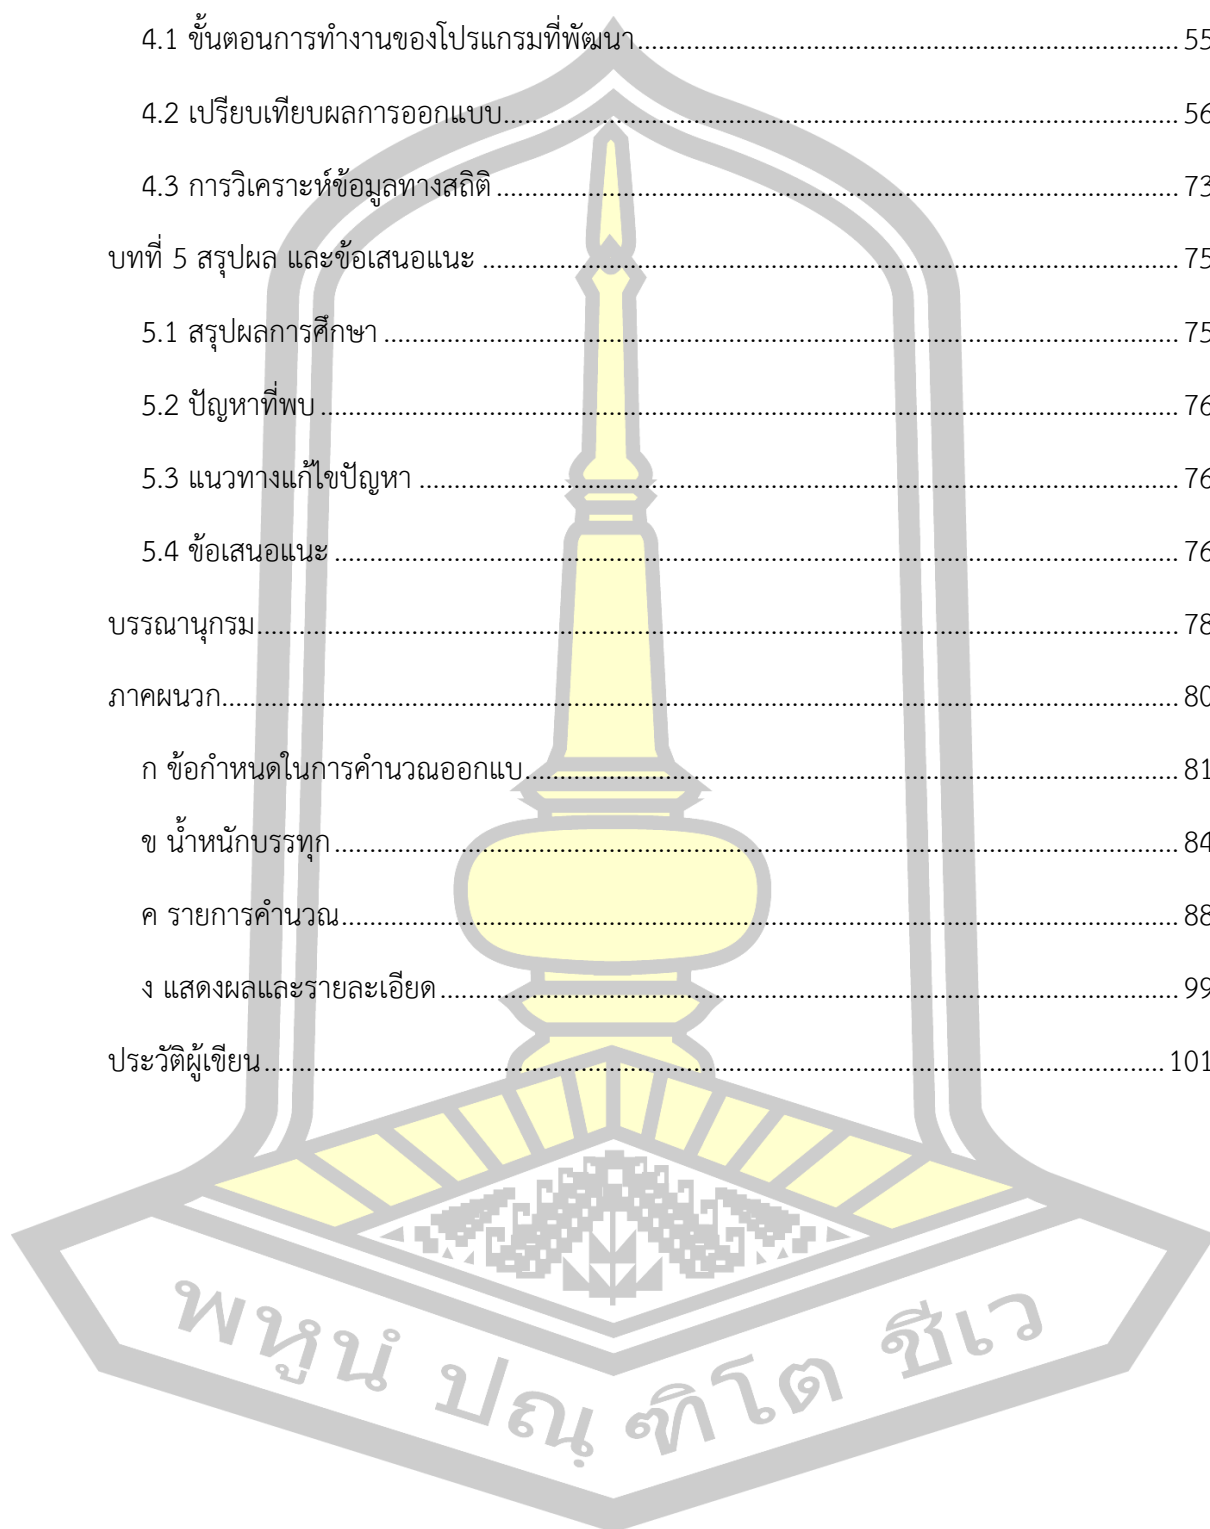 4.1 ขั้นตอนการทำงานของโปรแกรมที่พัฒนา.................................................................... 55
4.2 เปรียบเทียบผลการออกแบบ..................................................................................... 56
4.3 การวิเคราะห์ข้อมูลทางสถิติ ...................................................................................... 73
บทที่ 5 สรุปผล และข้อเสนอแนะ ....................................................................................... 75
5.1 สรุปผลการศึกษา .................................................................................................... 75
5.2 ปัญหาที่พบ ............................................................................................................ 76
5.3 แนวทางแก้ไขปัญหา ................................................................................................ 76
5.4 ข้อเสนอแนะ .......................................................................................................... 76
บรรณานุกรม.................................................................................................................... 78
ภาคผนวก......................................................................................................................... 80
ก ข้อกำหนดในการคำนวณออกแบ.................................................................................. 81
ข น้ำหนักบรรทุก .......................................................................................................... 84
ค รายการคำนวณ......................................................................................................... 88
ง แสดงผลและรายละเอียด ............................................................................................. 99
ประวัติผู้เขียน ................................................................................................................. 101
พหูนํ ปณฺฑิโต ชีเว